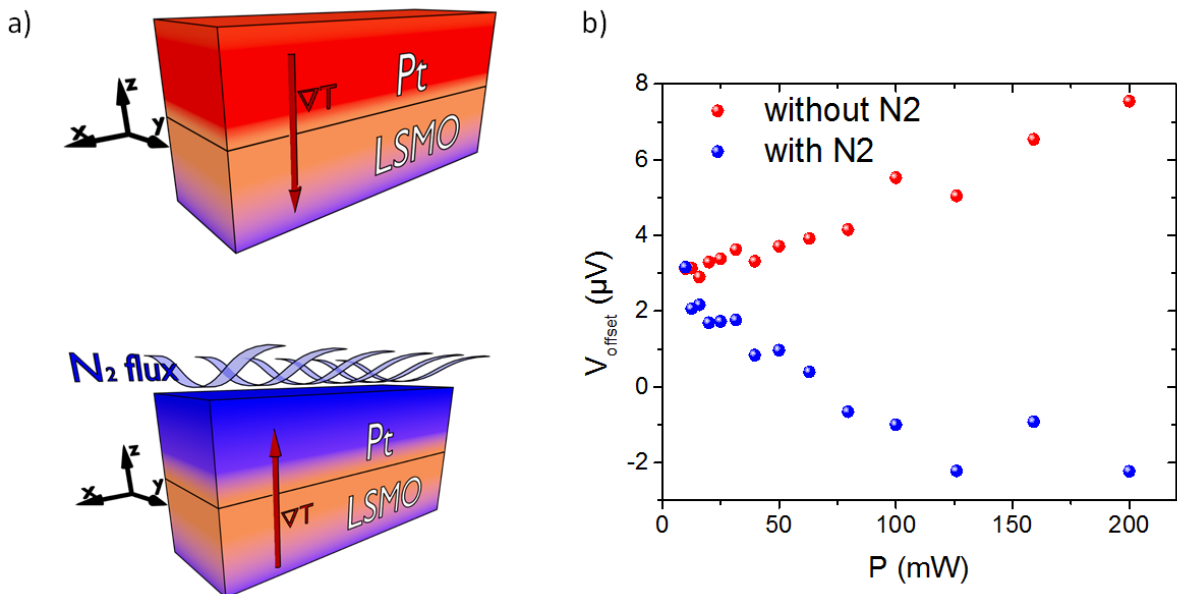 a)
z
x
y
Pt
∇T
LSMO
N₂ flux
z
x
y
Pt
∇T
LSMO
b)
without N2
with N2
V_offset (μV)
8
6
4
2
0
-2
0
50
100
150
200
P (mW)